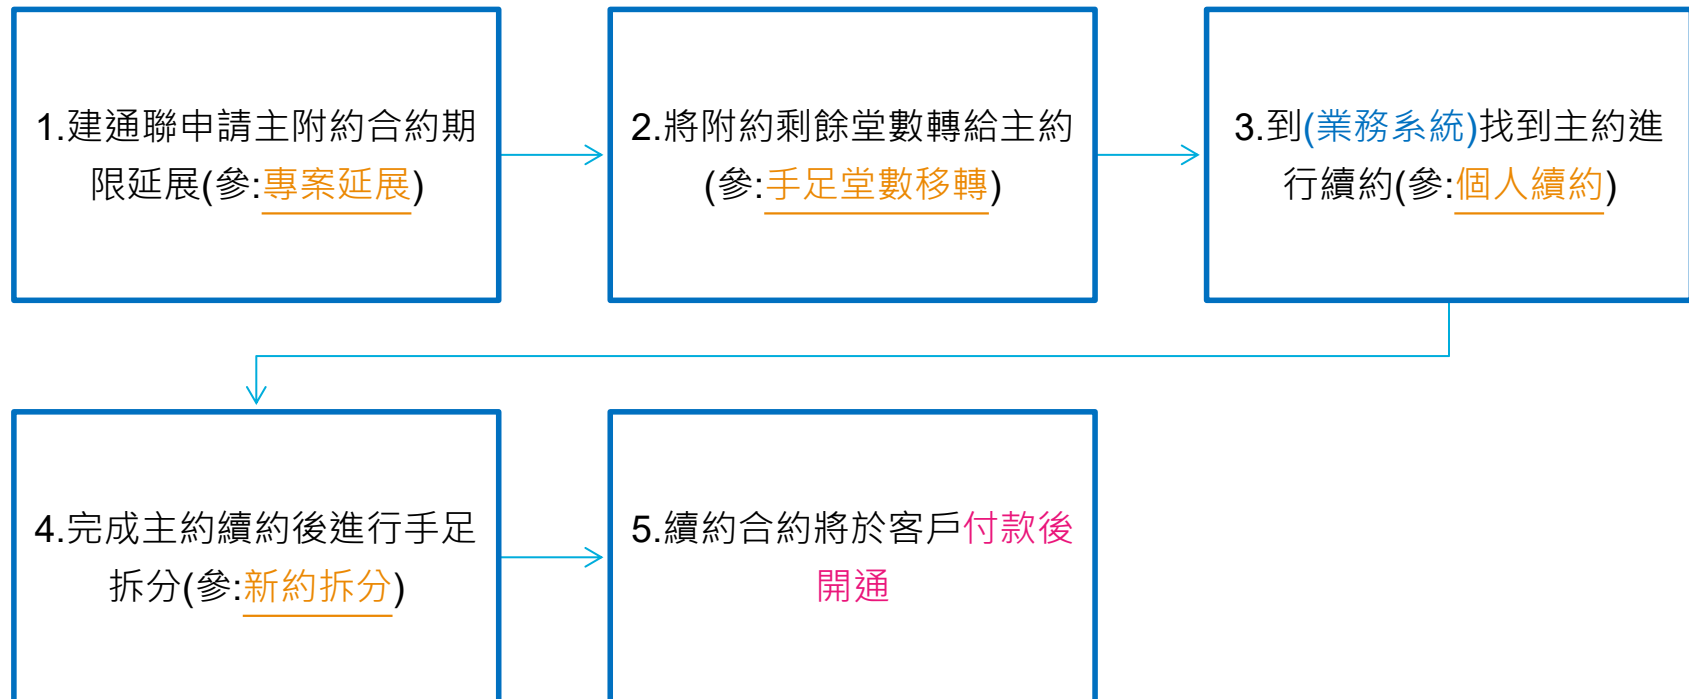 1.建通聯申請主附約合約期
限延展(參:專案延展)
2.將附約剩餘堂數轉給主約
(參:手足堂數移轉)
3.到(業務系統)找到主約進
行續約(參:個人續約)
4.完成主約續約後進行手足
拆分(參:新約拆分)
5.續約合約將於客戶付款後
開通